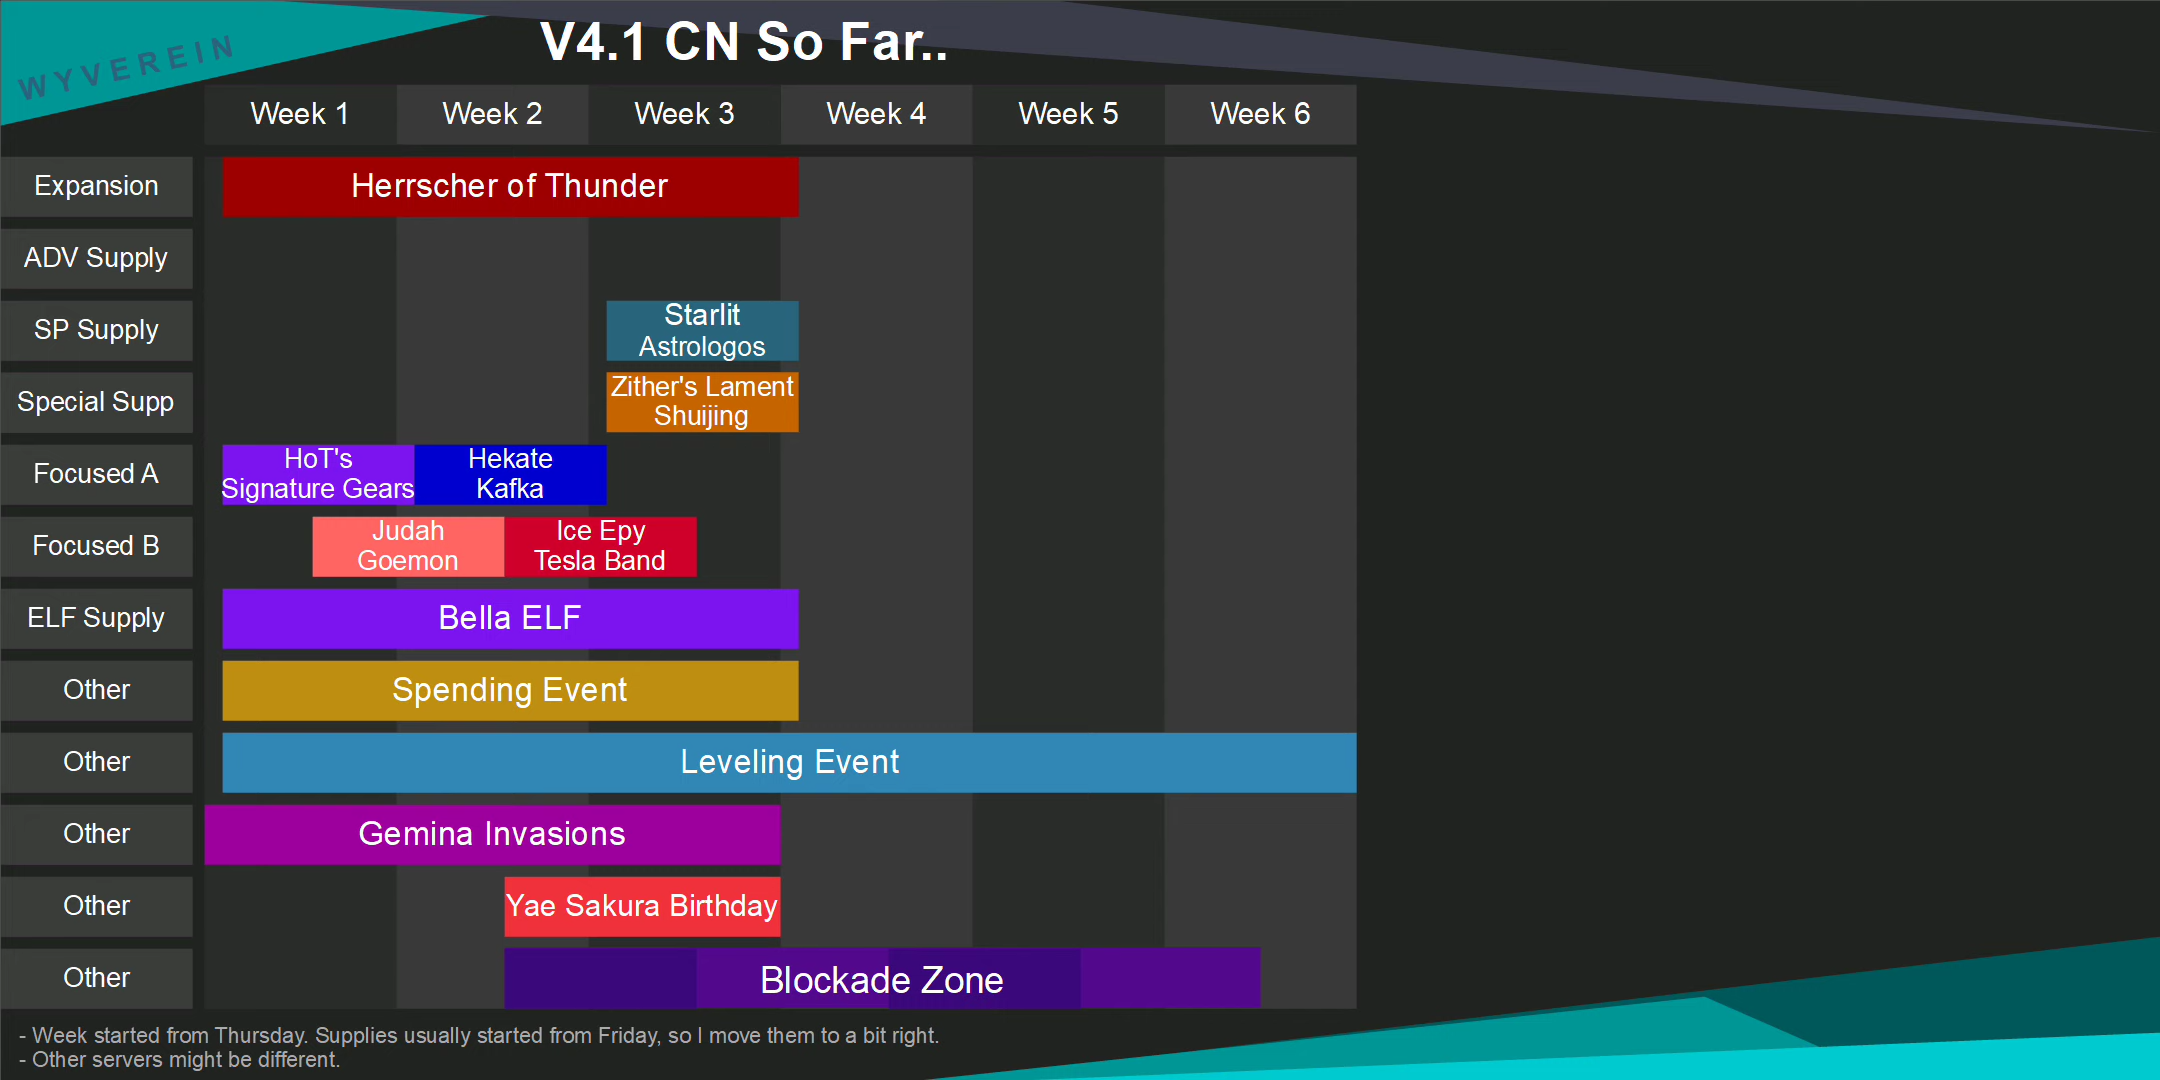 WYVEREIN
V4.1 CN So Far..
Week 1
Week 2
Week 3
Week 4
Week 5
Week 6
Expansion
Herrscher of Thunder
ADV Supply
SP Supply
Starlit
Astrologos
Special Supp
Zither's Lament
Shuijing
Focused A
HoT's
Signature Gears
Hekate
Kafka
Focused B
Judah
Goemon
Ice Epy
Tesla Band
ELF Supply
Bella ELF
Other
Spending Event
Other
Leveling Event
Other
Gemina Invasions
Other
Yae Sakura Birthday
Other
Blockade Zone
- Week started from Thursday. Supplies usually started from Friday, so I move them to a bit right.
- Other servers might be different.